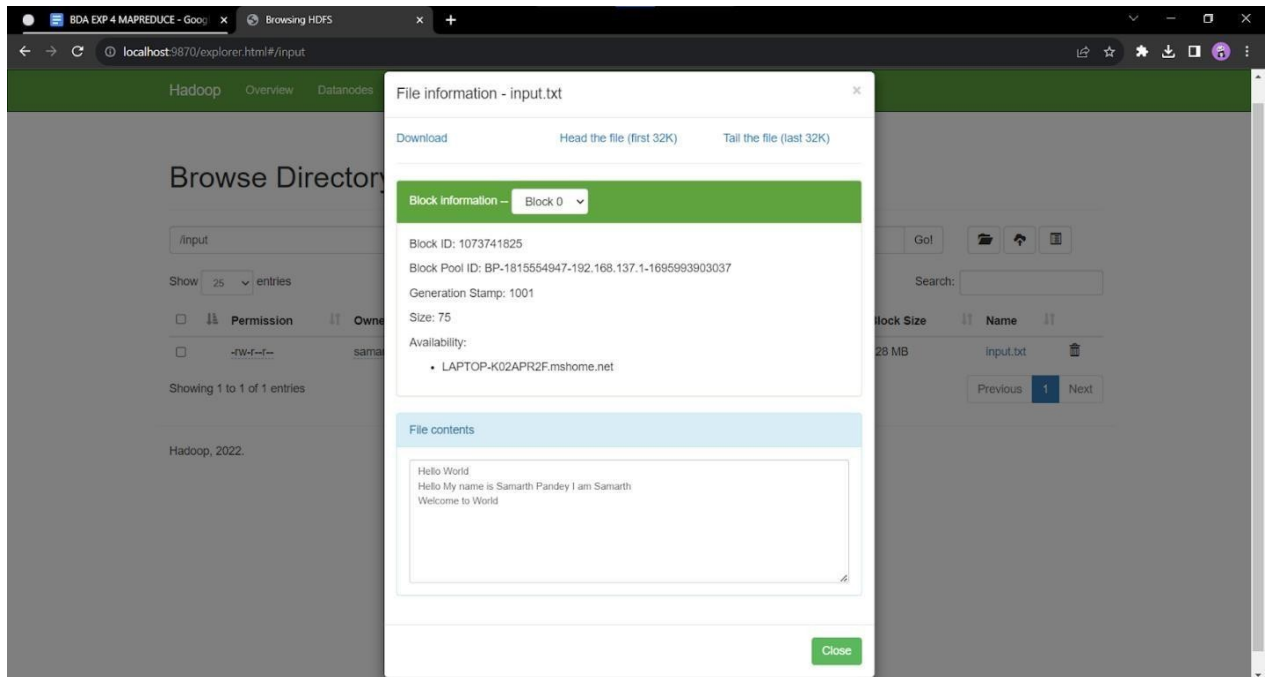 BDA EXP 4 MAPREDUCE - Goog
Browsing HDFS
localhost:9870/explorer.html#/input
Hadoop Overview Datanodes
File information - input.txt
Download Head the file (first 32K) Tail the file (last 32K)
Browse Directory
Block information -- Block 0
/input Go!
Block ID: 1073741825
Block Pool ID: BP-1815554947-192.168.137.1-1695993903037
Generation Stamp: 1001
Show 25 entries Search:
Size: 75
Permission Owne lock Size Name
Availability:
-rw-r--r-- samar 28 MB input.txt
LAPTOP-K02APR2F.mshome.net
Showing 1 to 1 of 1 entries Previous 1 Next
File contents
Hadoop, 2022.
Hello World
Hello My name is Samarth Pandey I am Samarth
Welcome to World
Close